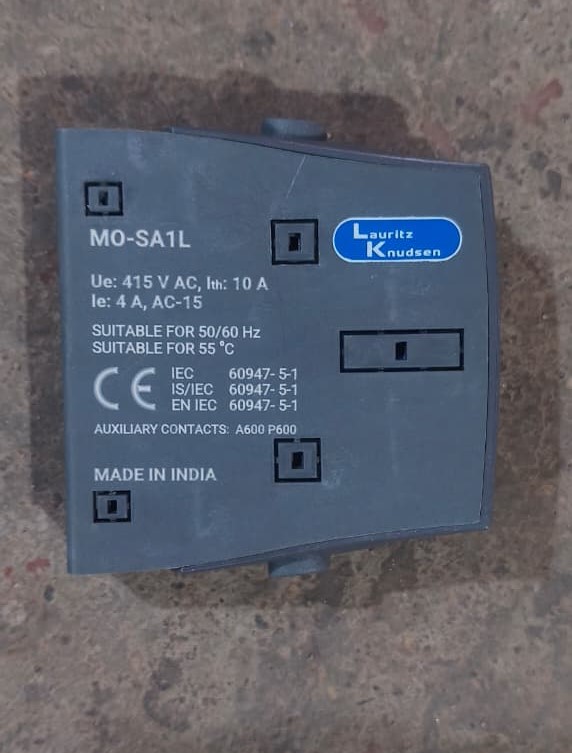 MO-SA1L
Lauritz
Knudsen
Ue: 415 V AC, Ith: 10 A
Ie: 4 A, AC-15
SUITABLE FOR 50/60 Hz
SUITABLE FOR 55 °C
CE
IEC 60947- 5-1
IS/IEC 60947- 5-1
EN IEC 60947- 5-1
AUXILIARY CONTACTS: A600 P600
MADE IN INDIA